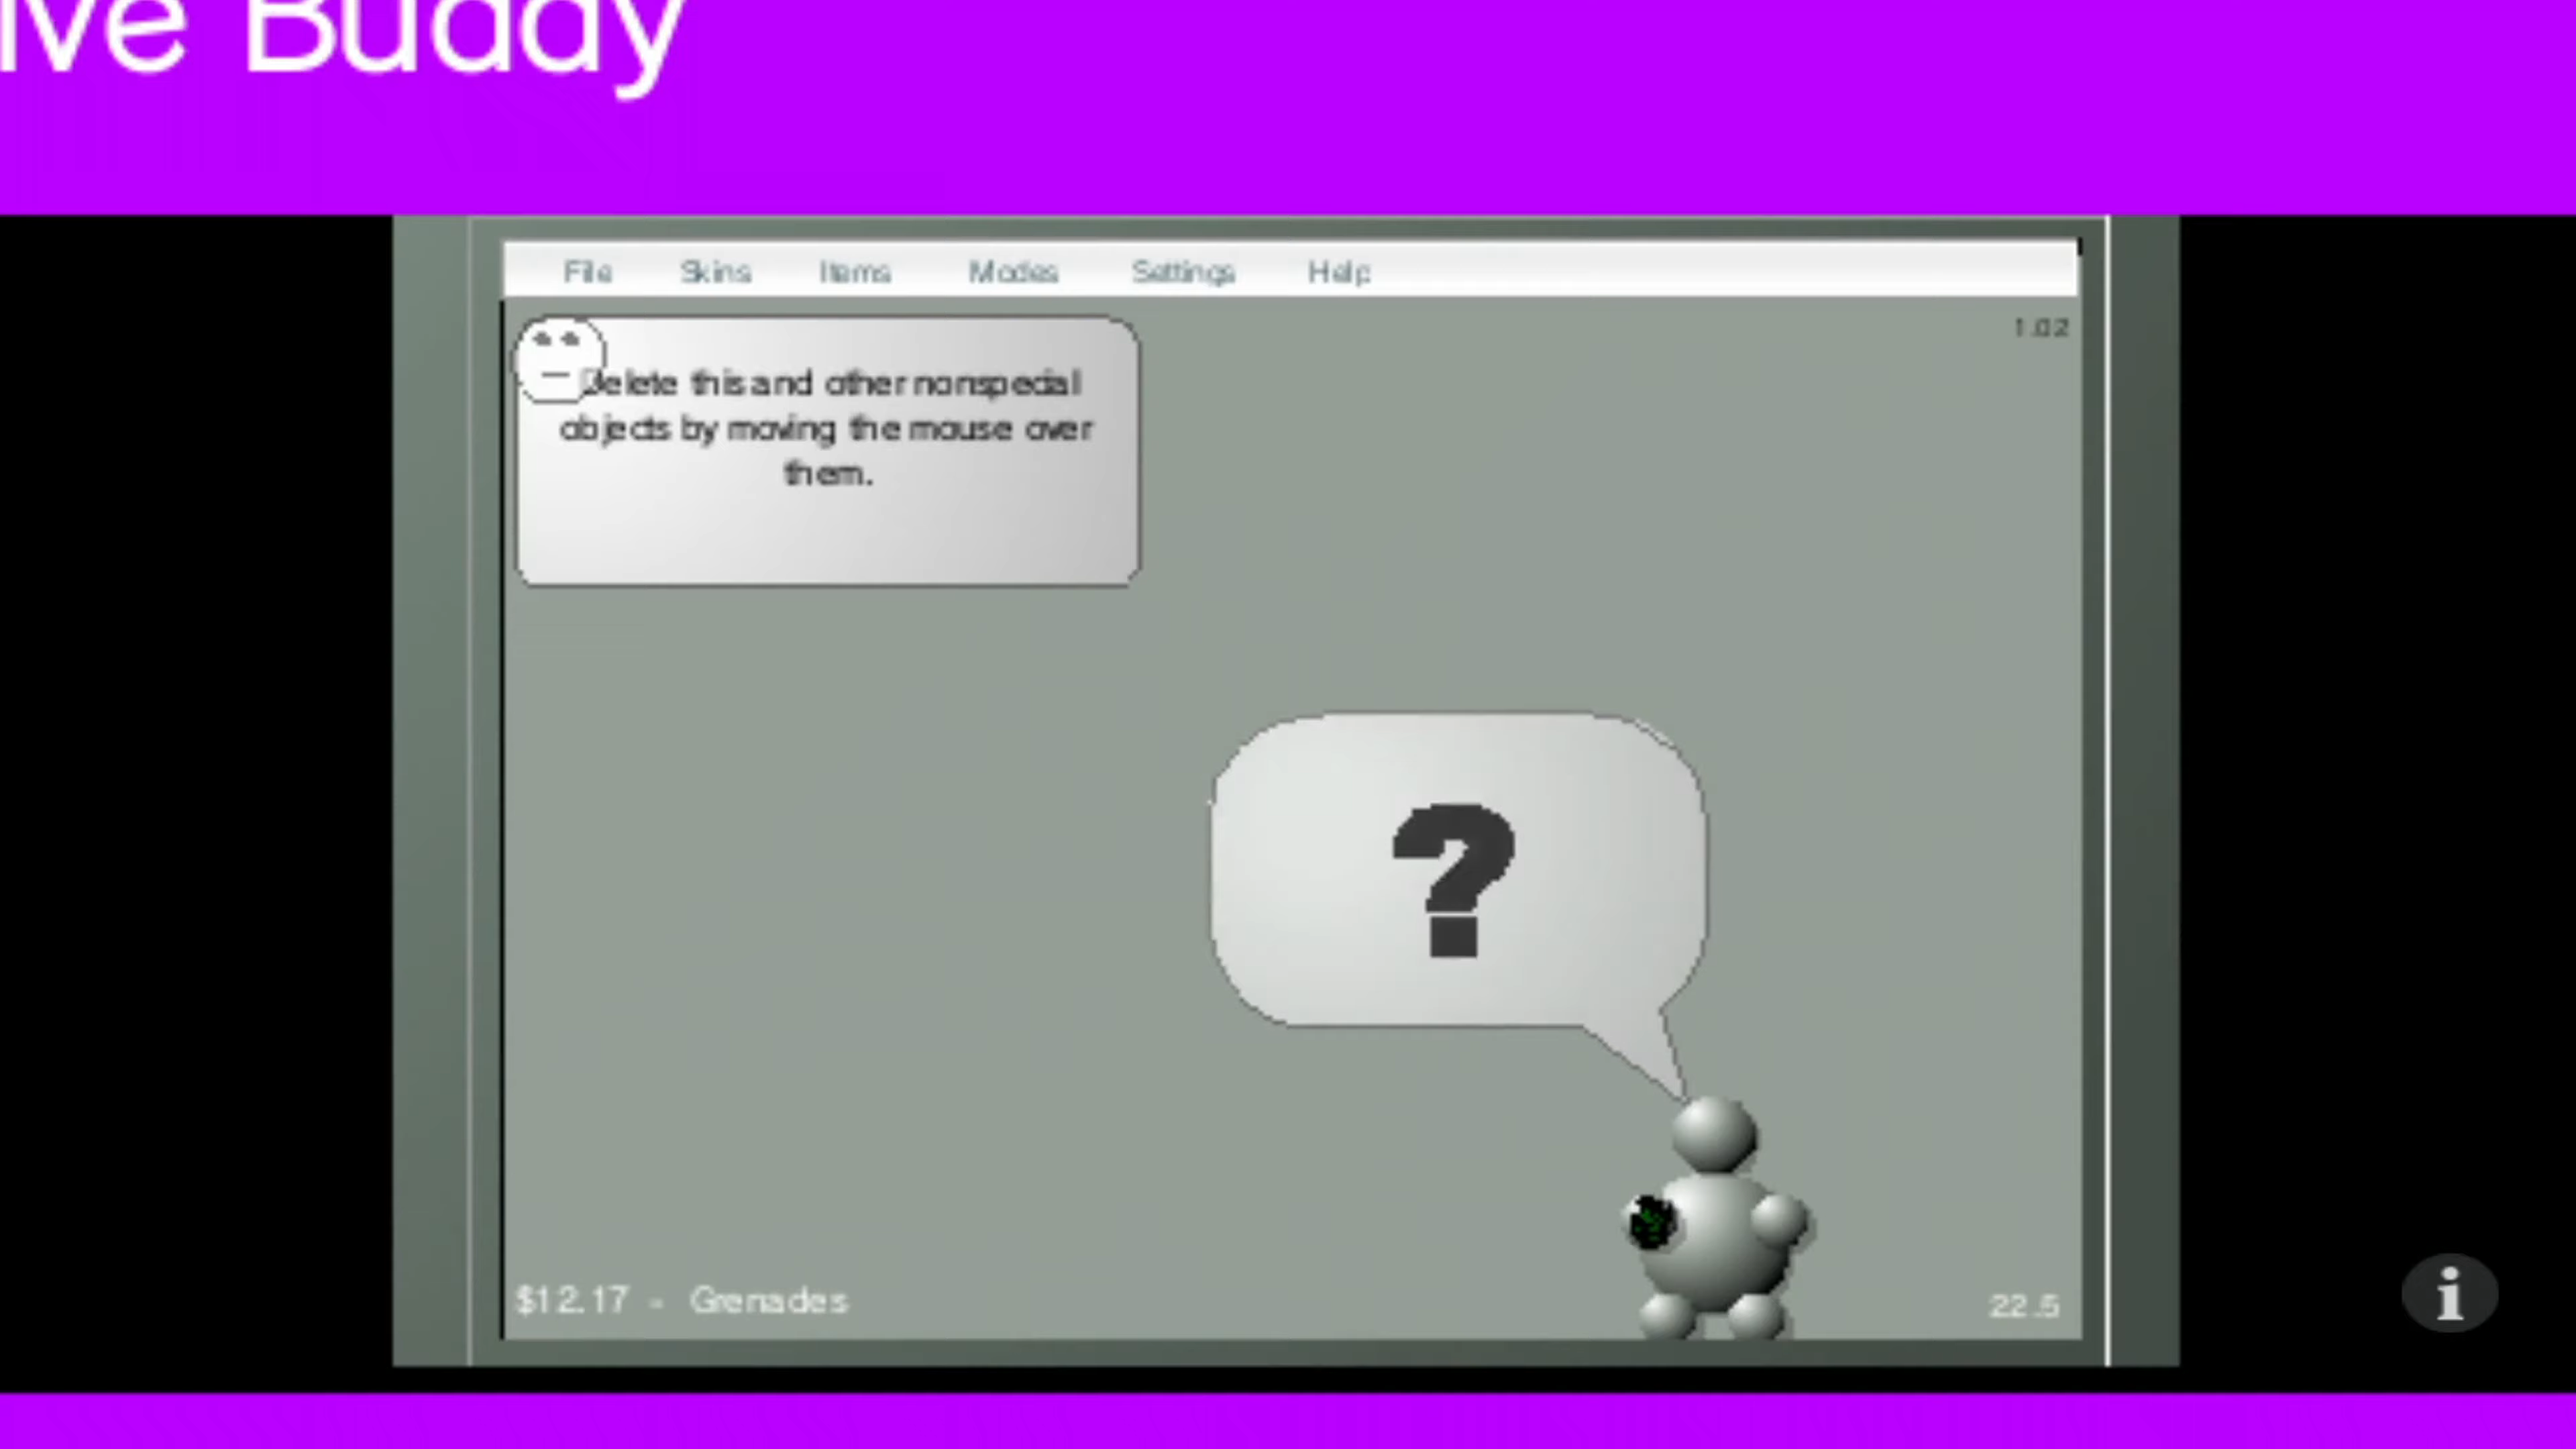 ive Buddy
File Skins Items Modes Settings Help
1.02
Delete this and other nonspecial
objects by moving the mouse over
them.
?
$12.17 - Grenades
22.5
i